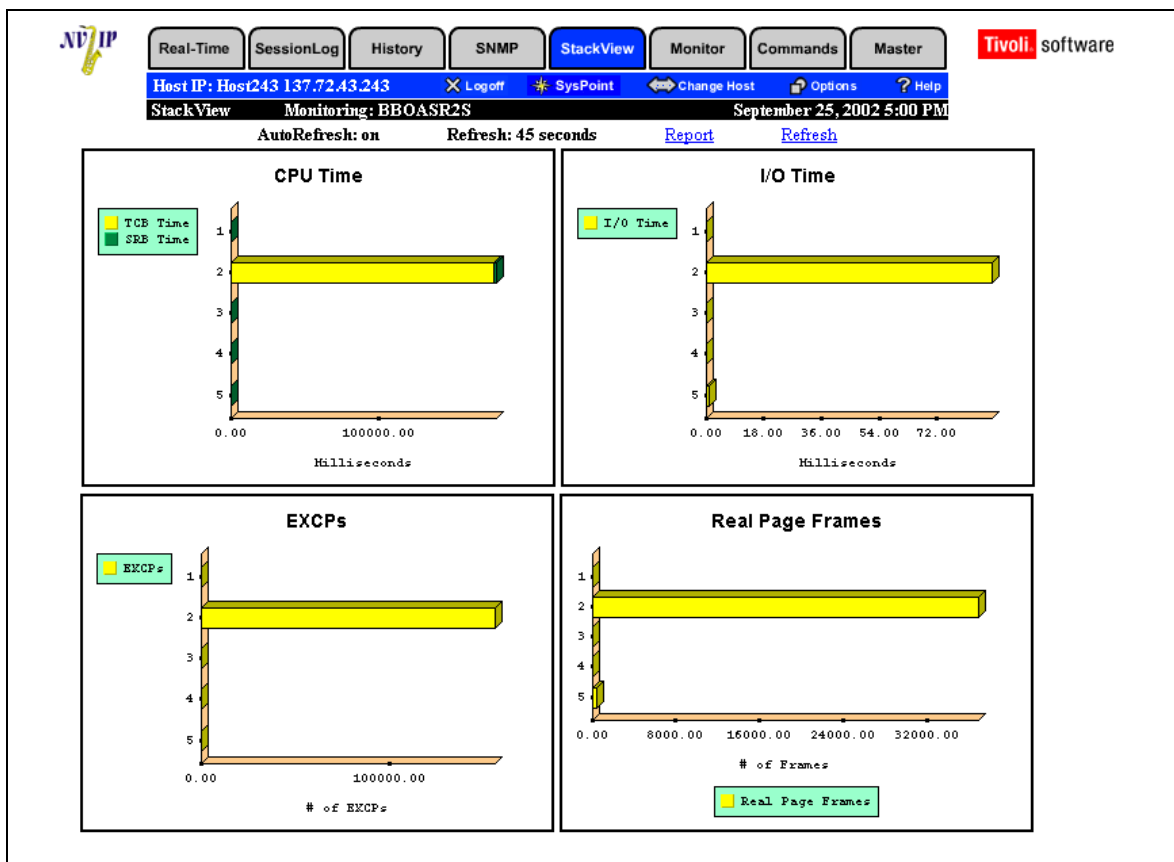 NV IP
Real-Time SessionLog History SNMP StackView Monitor Commands Master
Tivoli. software
Host IP: Host243 137.72.43.243 Logoff SysPoint Change Host Options Help
StackView Monitoring: BBOASR2S September 25, 2002 5:00 PM
AutoRefresh: on Refresh: 45 seconds Report Refresh
CPU Time
TCB Time
SRB Time
1
2
3
4
5
0.00 100000.00
Milliseconds
I/O Time
I/O Time
1
2
3
4
5
0.00 18.00 36.00 54.00 72.00
Milliseconds
EXCPs
EXCPs
1
2
3
4
5
0.00 100000.00
# of EXCPs
Real Page Frames
1
2
3
4
5
0.00 8000.00 16000.00 24000.00 32000.00
# of Frames
Real Page Frames